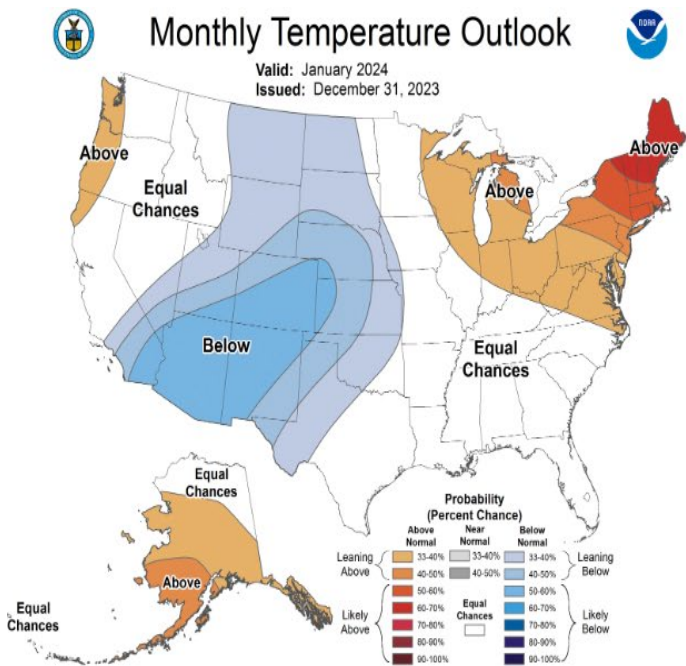 Monthly Temperature Outlook
NOAA
Valid: January 2024
Issued: December 31, 2023
Above
Equal
Chances
Above
Above
Below
Equal
Chances
Equal
Chances
Above
Equal
Chances
Probability
(Percent Chance)
Above
Normal
Near
Normal
Below
Normal
Leaning
Above
33-40%
33-40%
33-40%
Leaning
Below
40-50%
40-50%
40-50%
Likely
Above
50-60%
50-60%
Likely
Below
60-70%
Equal
Chances
60-70%
70-80%
70-80%
80-90%
80-90%
90-100%
90-100%